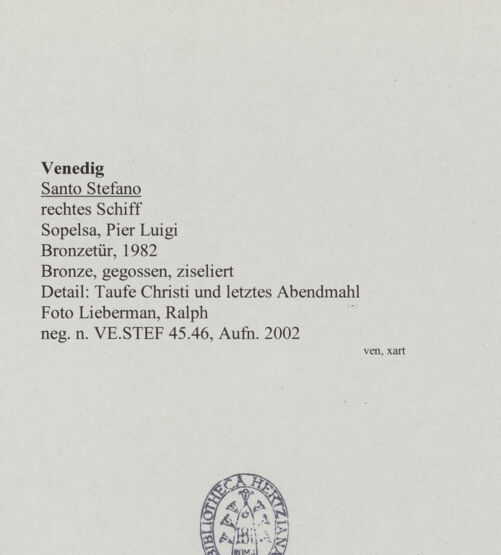 Venedig
Santo Stefano
rechtes Schiff
Sopelsa, Pier Luigi
Bronzetür, 1982
Bronze, gegossen, ziseliert
Detail: Taufe Christi und letztes Abendmahl
Foto Lieberman, Ralph
neg. n. VE.STEF 45.46, Aufn. 2002
ven, xart
BIBLIOTHECA HERTZIANA